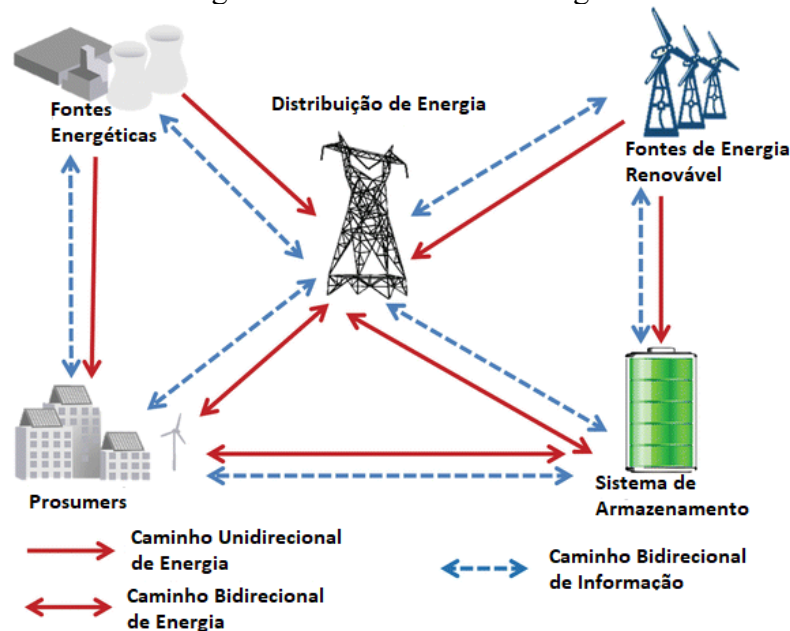 Distribuição de Energia
Fontes
Energéticas
Fontes de Energia
Renovável
Prosumers
Sistema de
Armazenamento
Caminho Unidirecional
de Energia
Caminho Bidirecional
de Energia
Caminho Bidirecional
de Informação